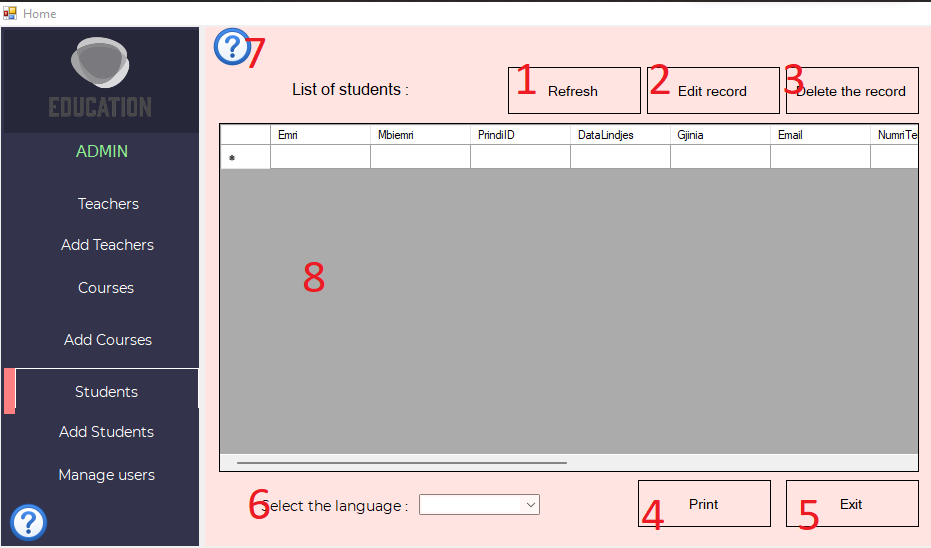 Home
EDUCATION
ADMIN
Teachers
Add Teachers
Courses
Add Courses
Students
Add Students
Manage users
?
? 7
List of students :
1 Refresh
2 Edit record
3 Delete the record
Emri Mbiemri PrindiID DataLindjes Gjinia Email NumriTe
*
8
6 Select the language :
4 Print
5 Exit